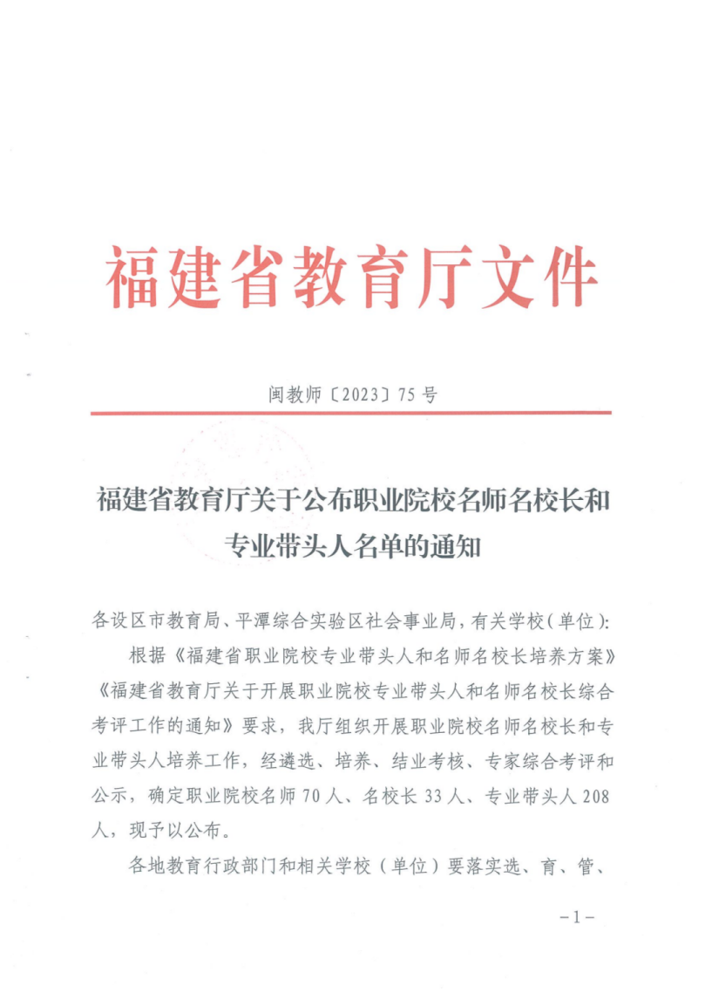 福建省教育厅文件
闽教师〔2023〕75号
福建省教育厅关于公布职业院校名师名校长和
专业带头人名单的通知
各设区市教育局、平潭综合实验区社会事业局,有关学校(单位):
根据《福建省职业院校专业带头人和名师名校长培养方案》
《福建省教育厅关于开展职业院校专业带头人和名师名校长综合
考评工作的通知》要求，我厅组织开展职业院校名师名校长和专
业带头人培养工作，经遴选、培养、结业考核、专家综合考评和
公示，确定职业院校名师70人、名校长33人、专业带头人208
人，现予以公布。
各地教育行政部门和相关学校（单位）要落实选、育、管、
-1-